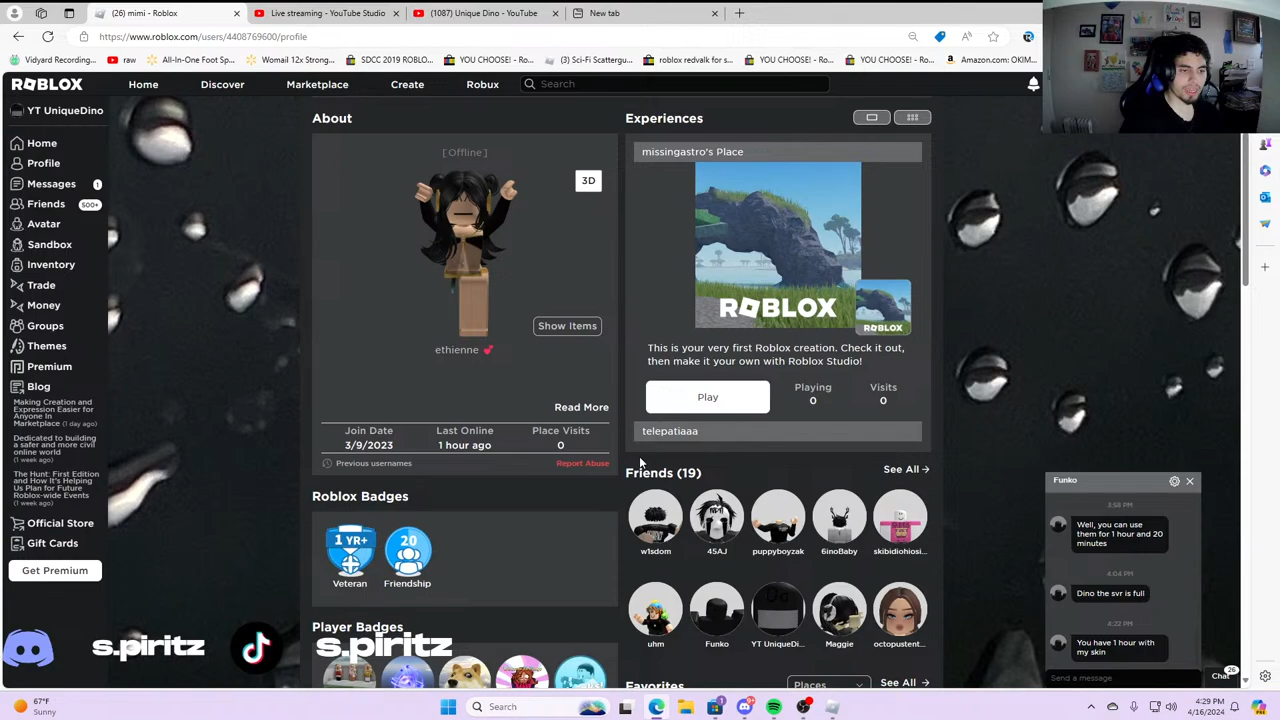 (26) mimi - Roblox
Live streaming - YouTube Studio
(1087) Unique Dino - YouTube
New tab
https://www.roblox.com/users/4408769600/profile
Vidyard Recording...
raw
All-In-One Foot Sp...
Womail 12x Strong...
SDCC 2019 ROBLO...
YOU CHOOSE! - Ro...
(3) Sci-Fi Scattergu...
roblox redvalk for s...
YOU CHOOSE! - Ro...
YOU CHOOSE! - Ro...
Amazon.com: OKIM...
ROBLOX
Home
Discover
Marketplace
Create
Robux
Search
YT UniqueDino
Home
Profile
Messages
1
Friends
500+
Avatar
Sandbox
Inventory
Trade
Money
Groups
Themes
Premium
Blog
Making Creation and
Expression Easier for
Anyone in
Marketplace (1 day ago)
Dedicated to building
a safer and more civil
online world
(1 week ago)
The Hunt: First Edition
and How It's Helping
Us Plan for Future
Roblox-wide Events
(1 week ago)
Official Store
Gift Cards
Get Premium
About
[ Offline ]
3D
Show Items
ethienne 💕
Read More
Join Date
3/9/2023
Last Online
1 hour ago
Place Visits
0
Previous usernames
Report Abuse
Roblox Badges
1 YR+
Veteran
20
Friendship
Player Badges
Experiences
missingastro's Place
ROBLOX
ROBLOX
This is your very first Roblox creation. Check it out,
then make it your own with Roblox Studio!
Play
Playing
0
Visits
0
telepatiaaa
Friends (19)
See All
w1sdom
45AJ
puppyboyzak
6inoBaby
skibidiohiosi...
uhm
Funko
YT UniqueDi...
Maggie
octopustent...
Favorites
Places
See All
Funko
3:58 PM
Well, you can use
them for 1 hour and 20
minutes
4:04 PM
Dino the svr is full
4:22 PM
You have 1 hour with
my skin
Send a message
Chat
26
s.piritz
s.piritz
67°F
Sunny
Search
4:29 PM
4/16/2024